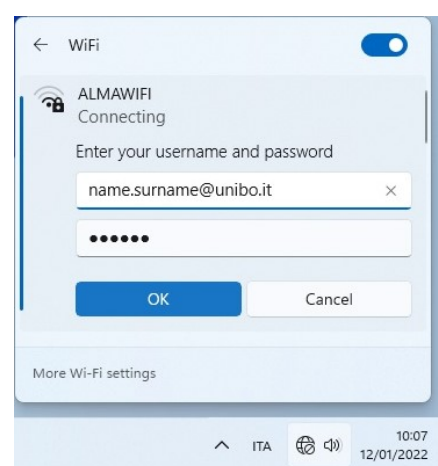 WiFi
ALMAWIFI
Connecting
Enter your username and password
name.surname@unibo.it
••••••
OK Cancel
More Wi-Fi settings
ITA 10:07
12/01/2022